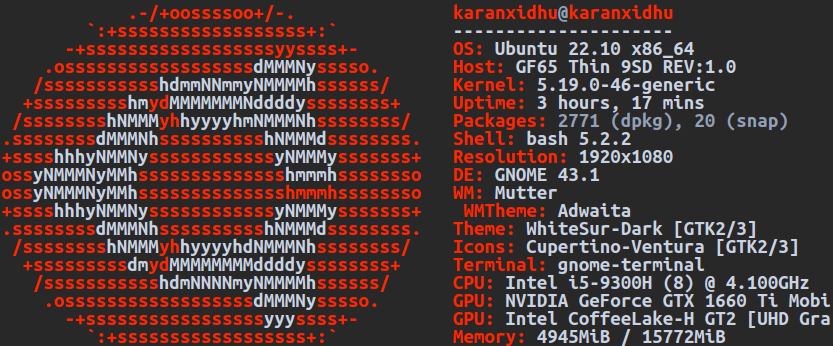 .-/+oossssoo+/-.               karanxidhu@karanxidhu
`:+ssssssssssssssssss+:`           ---------------------
-+ssssssssssssssssssyyssss+-         OS: Ubuntu 22.10 x86_64
.ossssssssssssssssssdMMMNysssso.       Host: GF65 Thin 9SD REV:1.0
/ssssssssssshdmmNNmmyNMMMMhssssss/      Kernel: 5.19.0-46-generic
+ssssssssshmydMMMMMMMNddddyssssssss+     Uptime: 3 hours, 17 mins
/sssssssshNMMMyhhyyyyhmNMMMNhssssssss/    Packages: 2771 (dpkg), 20 (snap)
.ssssssssdMMMNhsssssssssshNMMMdssssssss.   Shell: bash 5.2.2
+sssshhhyNMMNyssssssssssssyNMMMysssssss+   Resolution: 1920x1080
ossyNMMMNyMMhsssssssssssssshmmmhssssssso   DE: GNOME 43.1
ossyNMMMNyMMhsssssssssssssshmmmhssssssso   WM: Mutter
+sssshhhyNMMNyssssssssssssyNMMMysssssss+   WMTheme: Adwaita
.ssssssssdMMMNhsssssssssshNMMMdssssssss.   Theme: WhiteSur-Dark [GTK2/3]
/sssssssshNMMMyhhyyyyhdNMMMNhssssssss/    Icons: Cupertino-Ventura [GTK2/3]
+sssssssssdmydMMMMMMMMddddyssssssss+     Terminal: gnome-terminal
/ssssssssssshdmNNNNmyNMMMMhssssss/      CPU: Intel i5-9300H (8) @ 4.100GHz
.ossssssssssssssssssdMMMNysssso.       GPU: NVIDIA GeForce GTX 1660 Ti Mobi
-+sssssssssssssssssyyyssss+-         GPU: Intel CoffeeLake-H GT2 [UHD Gra
`:+ssssssssssssssssss+:`           Memory: 4945MiB / 15772MiB